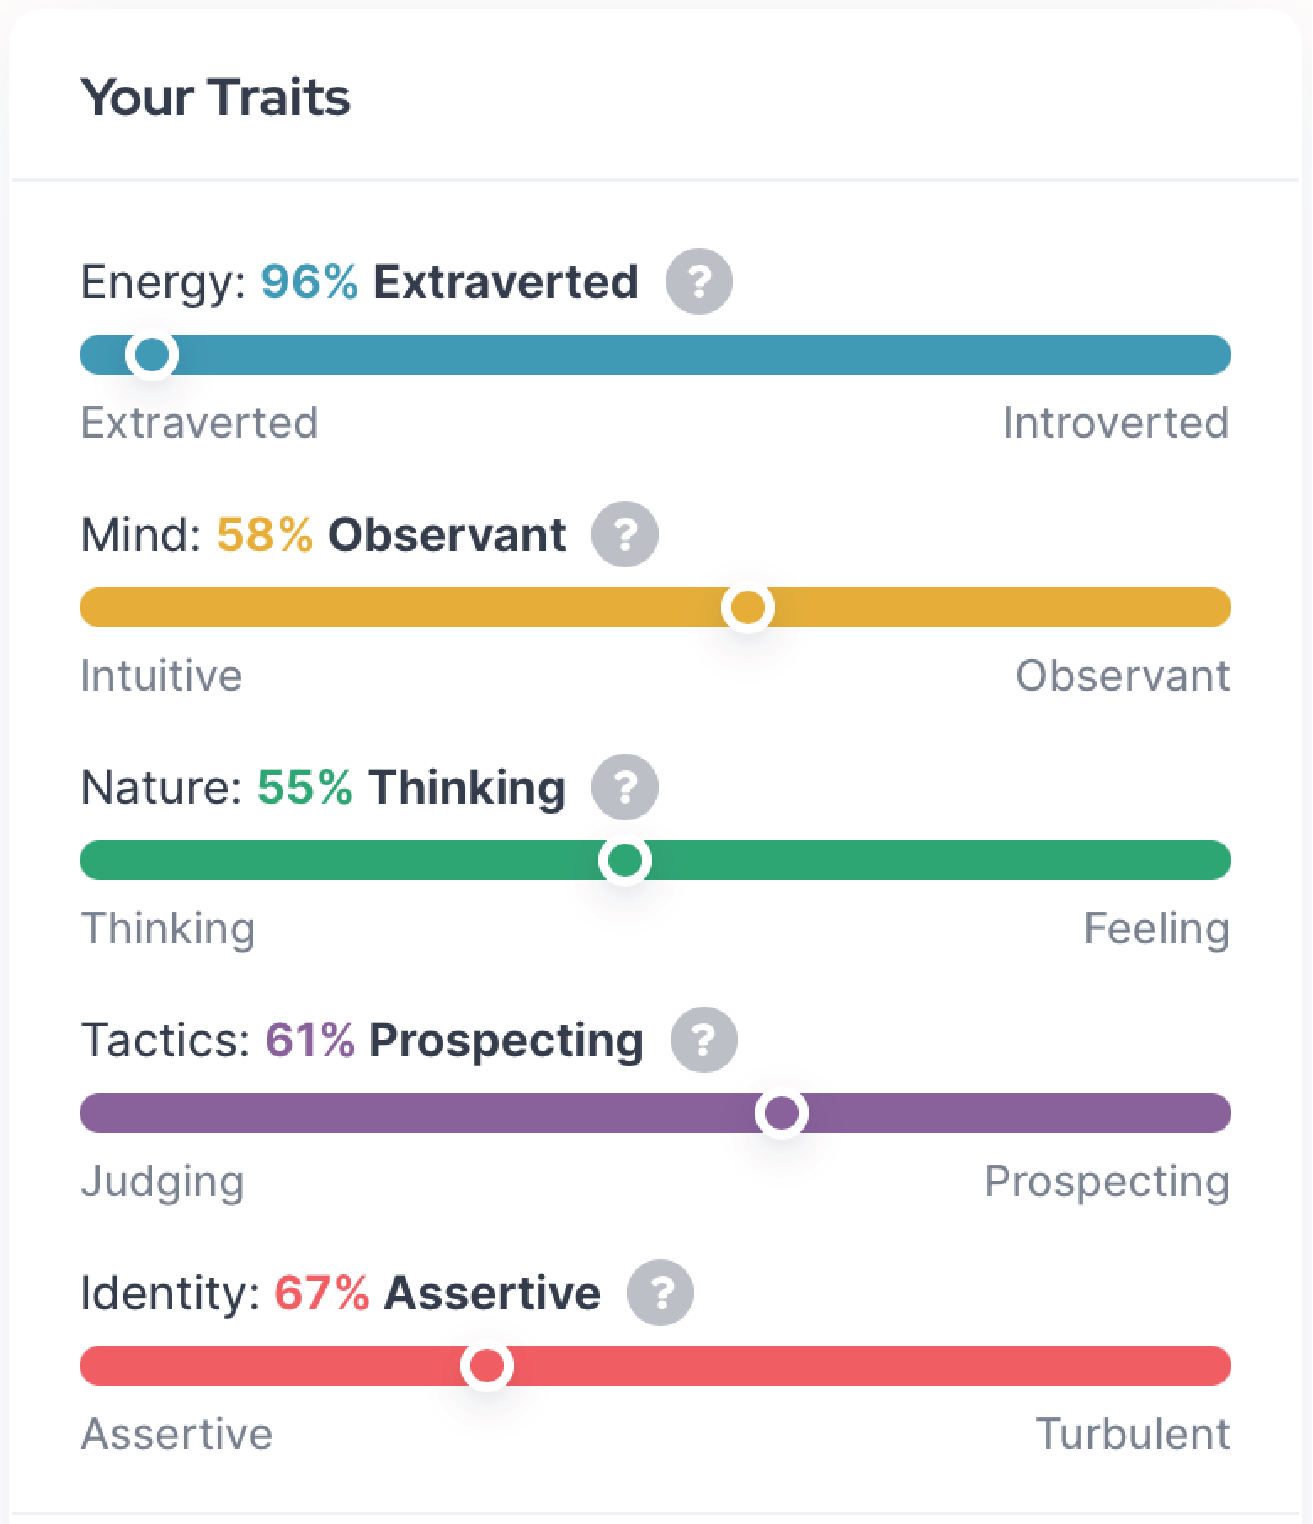 Your Traits
Energy: 96% Extraverted ?
Extraverted Introverted
Mind: 58% Observant ?
Intuitive Observant
Nature: 55% Thinking ?
Thinking Feeling
Tactics: 61% Prospecting ?
Judging Prospecting
Identity: 67% Assertive ?
Assertive Turbulent